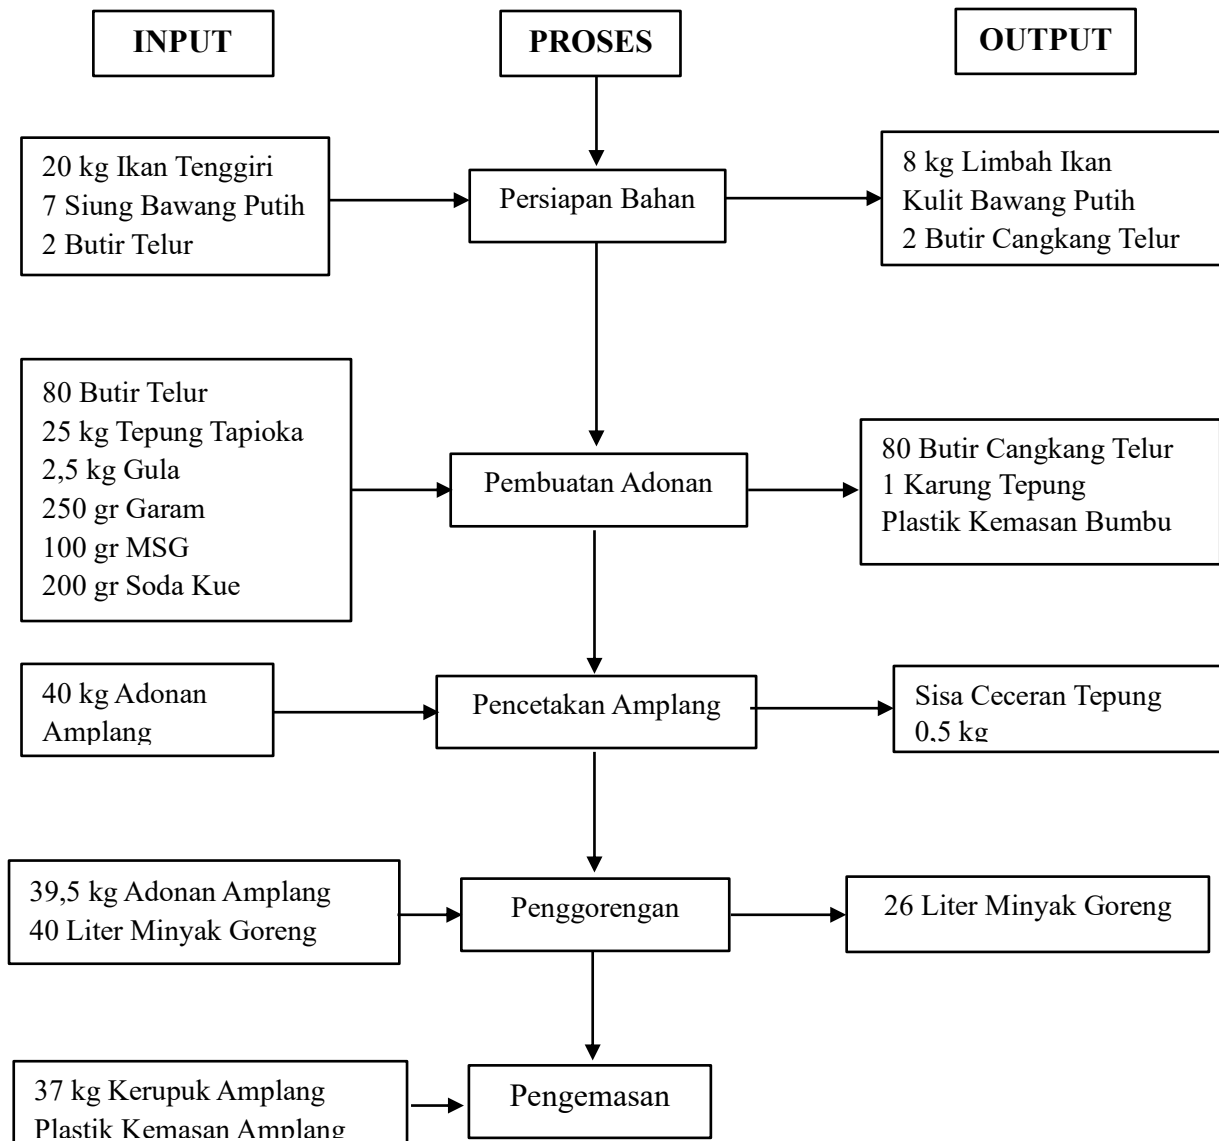 INPUT
PROSES
OUTPUT
20 kg Ikan Tenggiri
7 Siung Bawang Putih
2 Butir Telur
Persiapan Bahan
8 kg Limbah Ikan
Kulit Bawang Putih
2 Butir Cangkang Telur
80 Butir Telur
25 kg Tepung Tapioka
2,5 kg Gula
250 gr Garam
100 gr MSG
200 gr Soda Kue
Pembuatan Adonan
80 Butir Cangkang Telur
1 Karung Tepung
Plastik Kemasan Bumbu
40 kg Adonan
Amplang
Pencetakan Amplang
Sisa Ceceran Tepung
0,5 kg
39,5 kg Adonan Amplang
40 Liter Minyak Goreng
Penggorengan
26 Liter Minyak Goreng
37 kg Kerupuk Amplang
Plastik Kemasan Amplang
Pengemasan